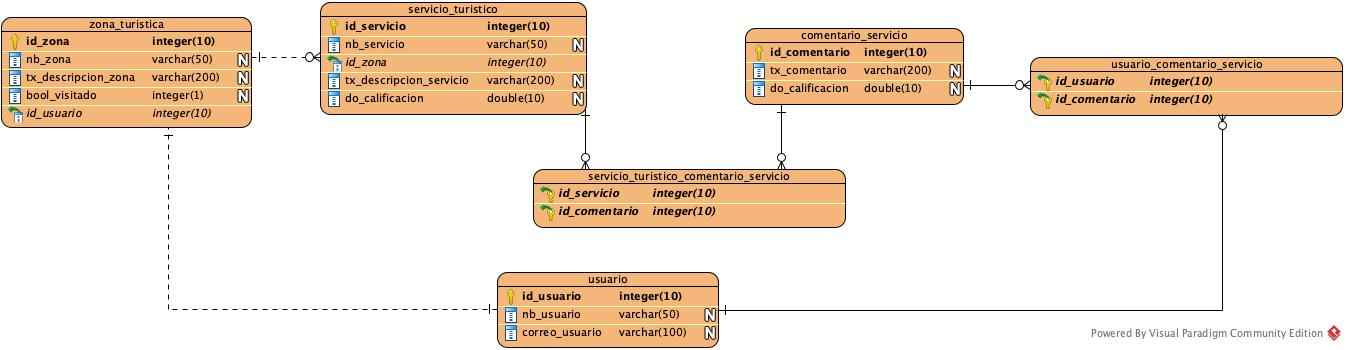 zona_turistica
id_zona integer(10)
nb_zona varchar(50) N
tx_descripcion_zona varchar(200) N
bool_visitado integer(1) N
id_usuario integer(10)
servicio_turistico
id_servicio integer(10)
nb_servicio varchar(50) N
id_zona integer(10)
tx_descripcion_servicio varchar(200) N
do_calificacion double(10) N
comentario_servicio
id_comentario integer(10)
tx_comentario varchar(200) N
do_calificacion double(10) N
usuario_comentario_servicio
id_usuario integer(10)
id_comentario integer(10)
servicio_turistico_comentario_servicio
id_servicio integer(10)
id_comentario integer(10)
usuario
id_usuario integer(10)
nb_usuario varchar(50) N
correo_usuario varchar(100) N
Powered By Visual Paradigm Community Edition